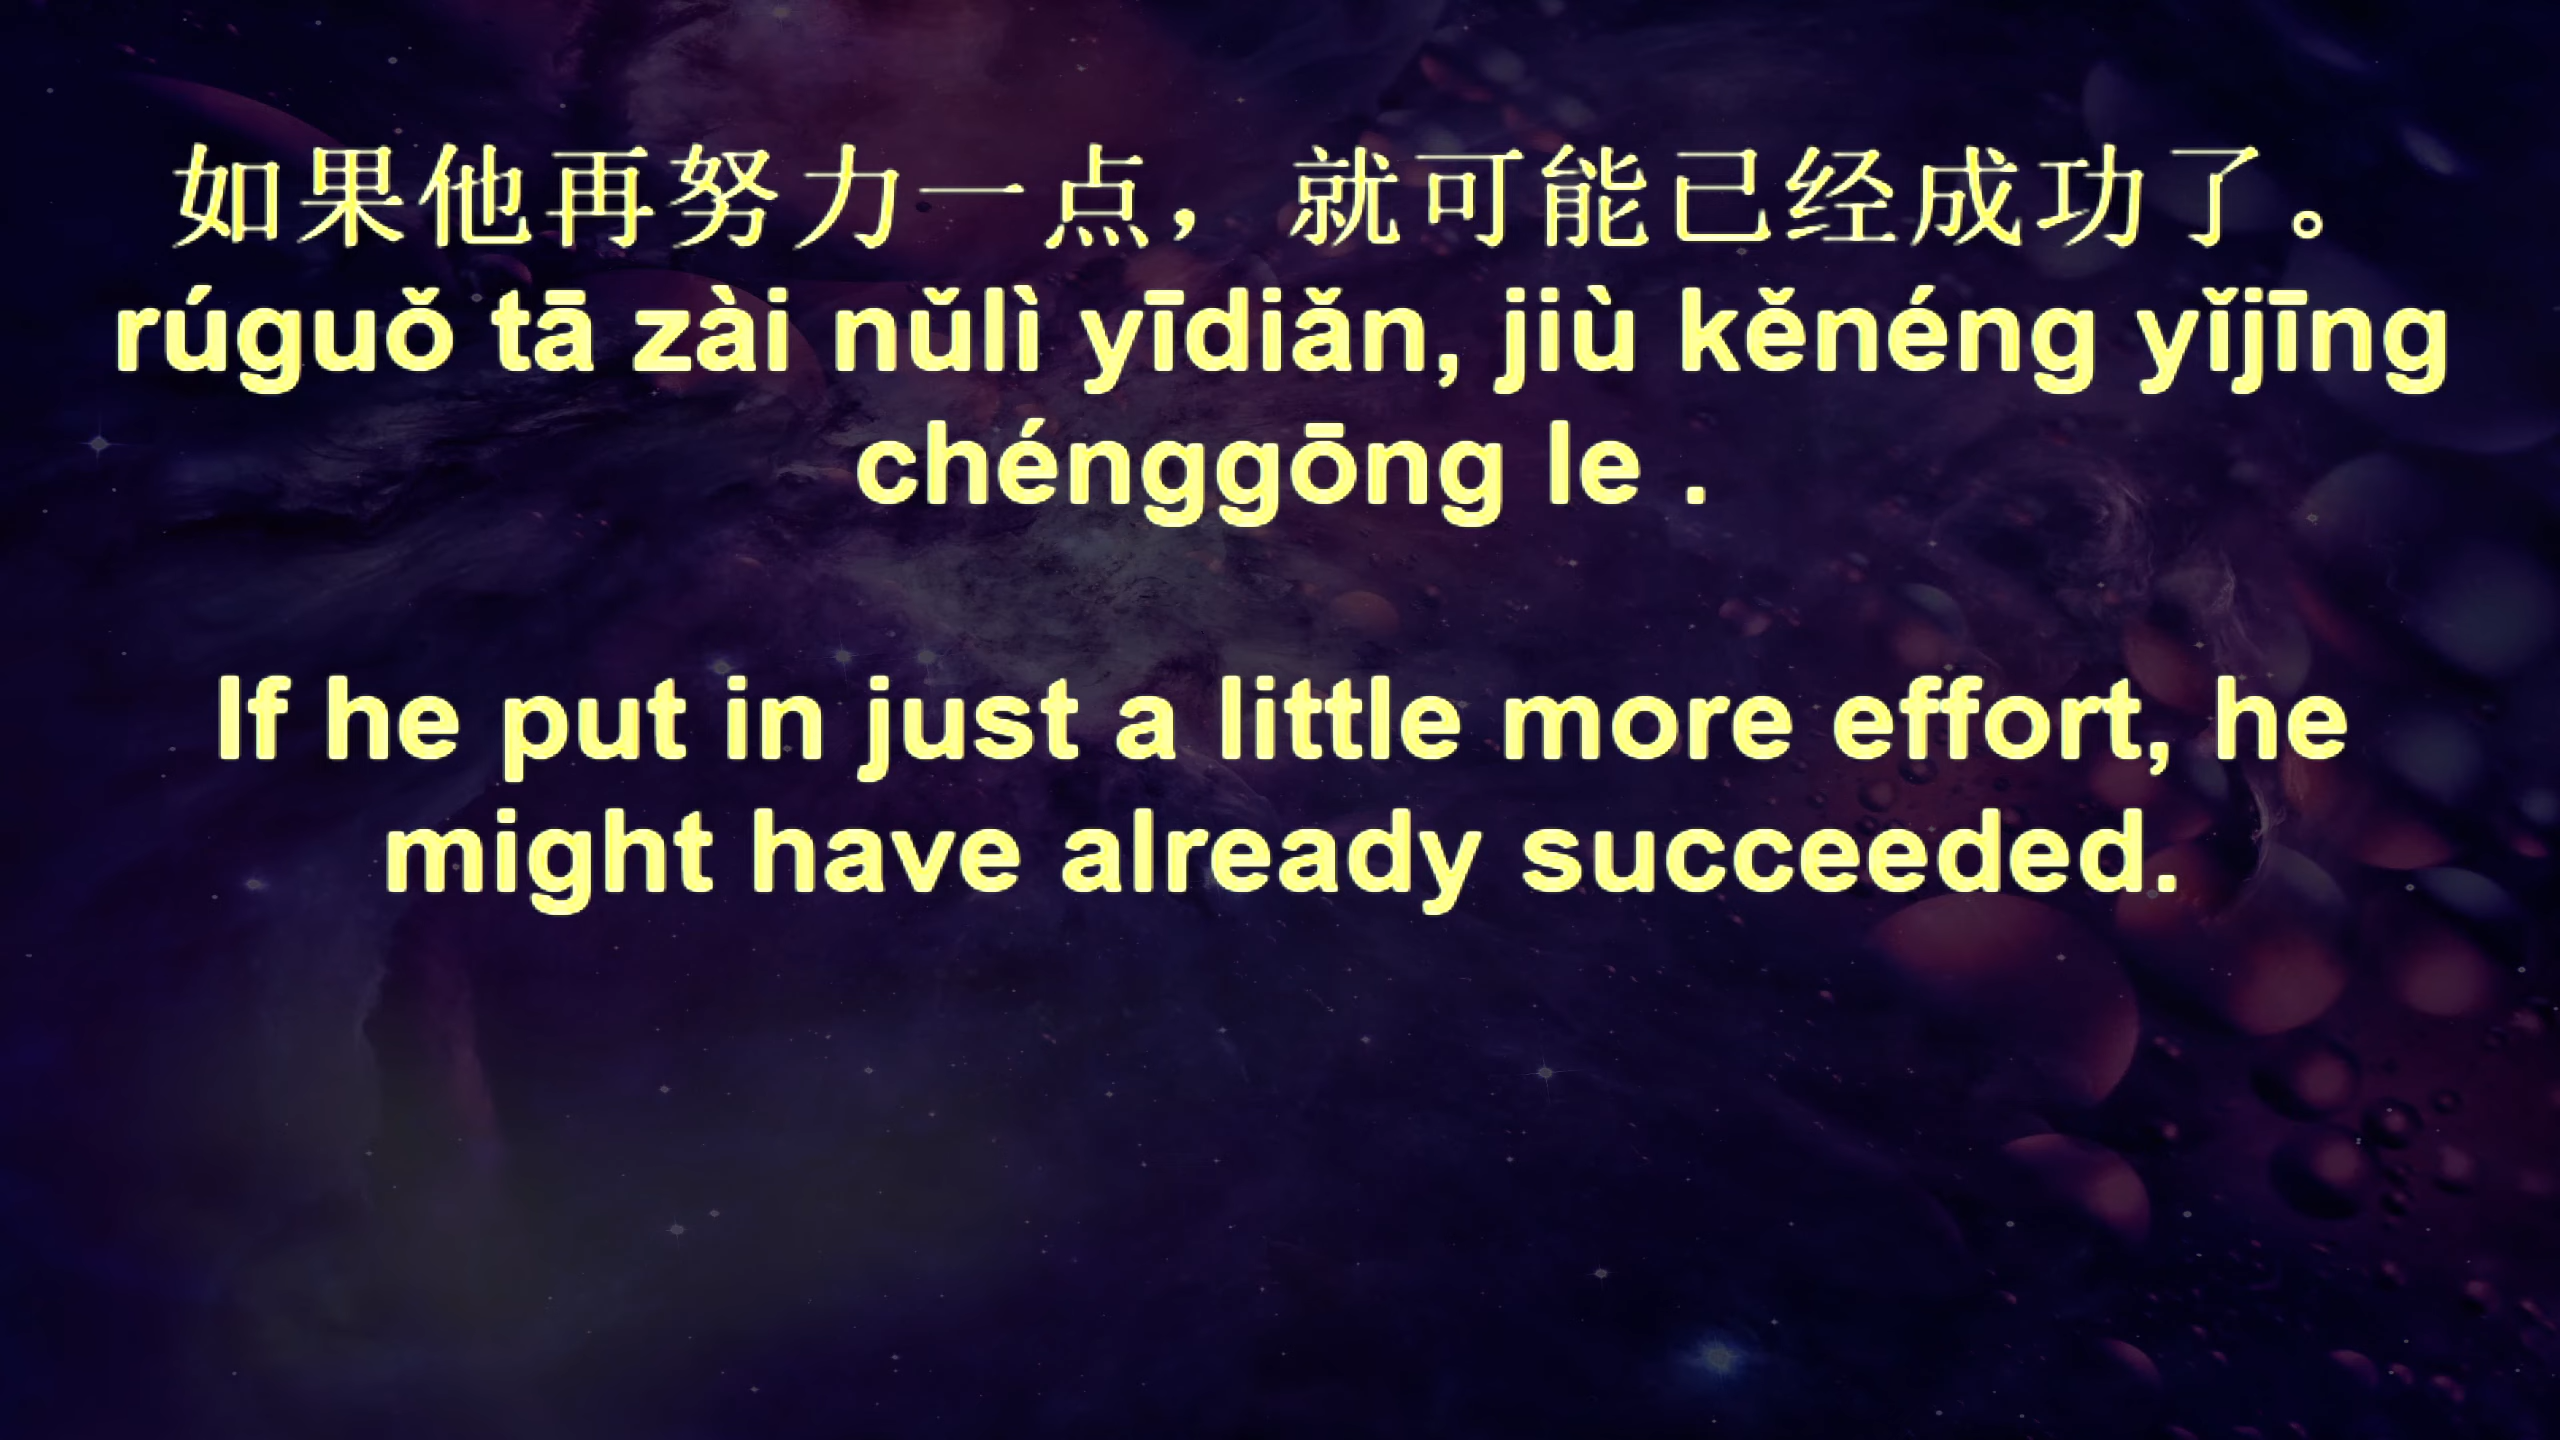 如果他再努力一点，就可能已经成功了。
rúguǒ tā zài nǔlì yīdiǎn, jiù kěnéng yǐjīng
chénggōng le .
If he put in just a little more effort, he
might have already succeeded.